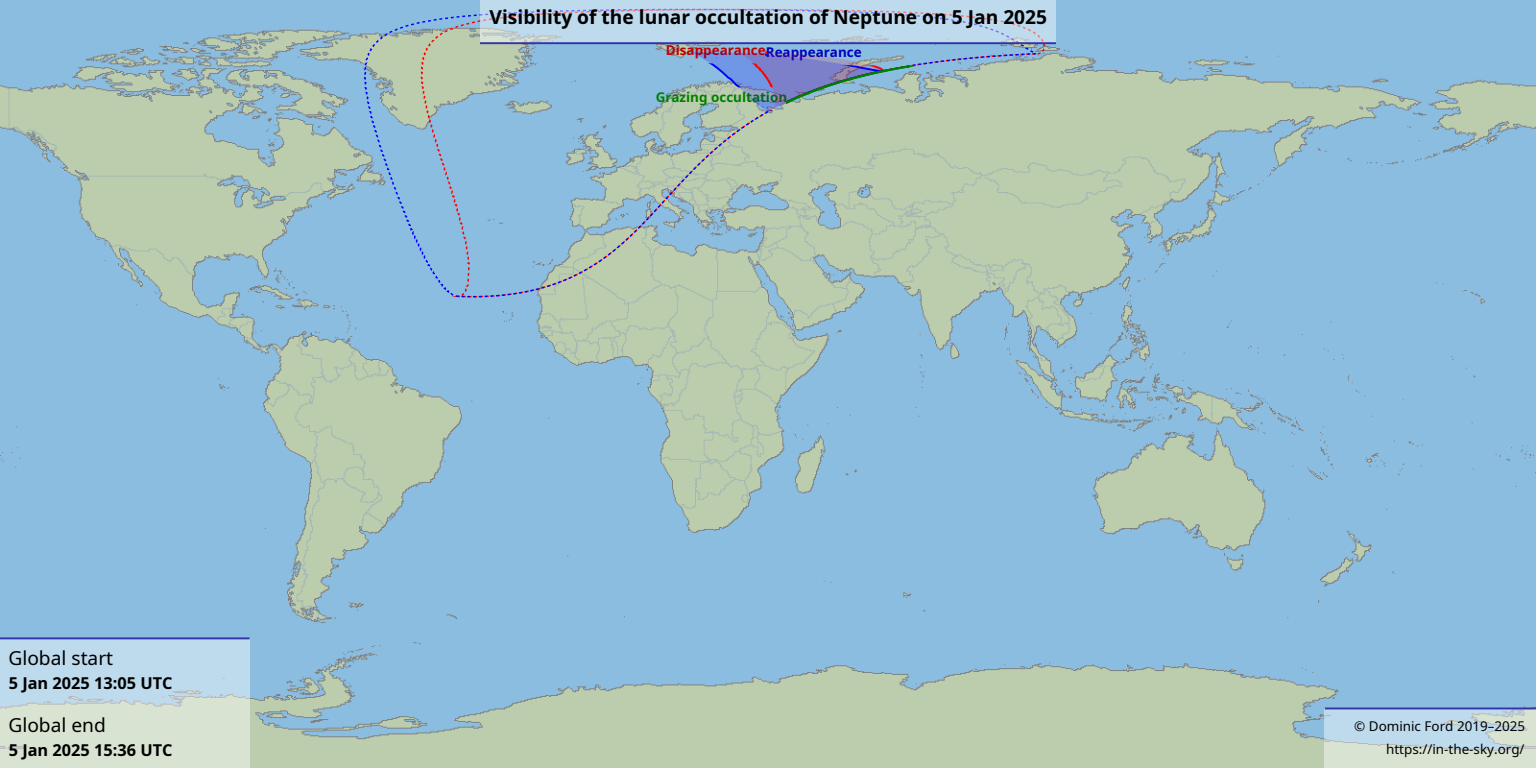 Visibility of the lunar occultation of Neptune on 5 Jan 2025
Disappearance
Reappearance
Grazing occultation
Global start
5 Jan 2025 13:05 UTC
Global end
5 Jan 2025 15:36 UTC
© Dominic Ford 2019–2025
https://in-the-sky.org/